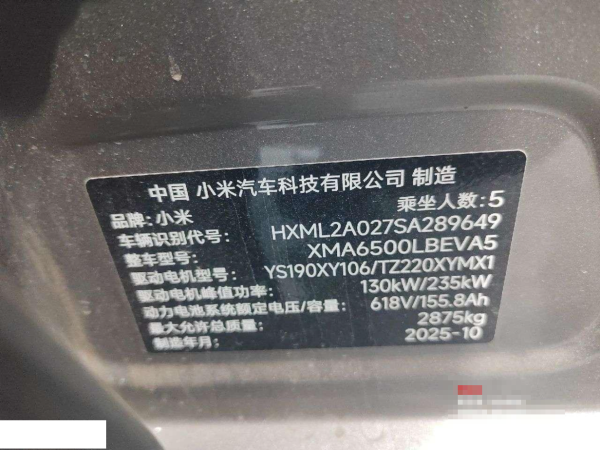 中国 小米汽车科技有限公司 制造
品牌: 小米 乘坐人数: 5
车辆识别代号: HXML2A027SA289649
整车型号: XMA6500LBEVA5
驱动电机型号: YS190XY106/TZ220XYMX1
驱动电机峰值功率: 130kW/235kW
动力电池系统额定电压/容量: 618V/155.8Ah
最大允许总质量: 2875kg
制造年月: 2025-10